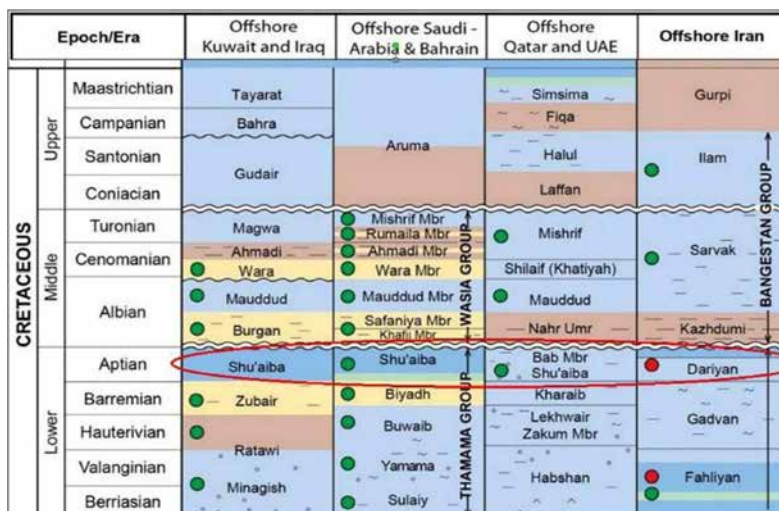 Epoch/Era
Offshore
Kuwait and Iraq
Offshore Saudi -
Arabia & Bahrain
Offshore
Qatar and UAE
Offshore Iran
CRETACEOUS
Upper
Middle
Lower
Maastrichtian
Campanian
Santonian
Coniacian
Turonian
Cenomanian
Albian
Aptian
Barremian
Hauterivian
Valanginian
Berriasian
Tayarat
Bahra
Gudair
Magwa
Ahmadi
Wara
Mauddud
Burgan
Shu'aiba
Zubair
Ratawi
Minagish
Aruma
Mishrif Mbr
Rumaila Mbr
Ahmadi Mbr
Wara Mbr
Mauddud Mbr
Safaniya Mbr
Khafji Mbr
Shu'aiba
Biyadh
Buwaib
Yamama
Sulaiy
WASIA GROUP
THAMAMA GROUP
Simsima
Fiqa
Halul
Laffan
Mishrif
Shilaif (Khatiyah)
Mauddud
Nahr Umr
Bab Mbr
Shu'aiba
Kharaib
Lekhwair
Zakum Mbr
Habshan
Gurpi
Ilam
Sarvak
Kazhdumi
Dariyan
Gadvan
Fahliyan
BANGESTAN GROUP